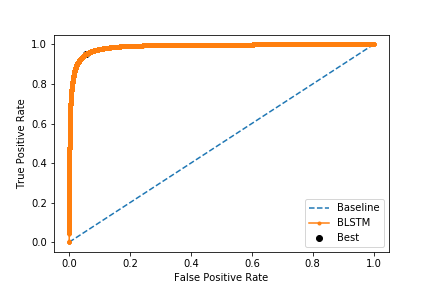 1.0
0.8
0.6
0.4
0.2
0.0
True Positive Rate
0.0 0.2 0.4 0.6 0.8 1.0
False Positive Rate
Baseline
BLSTM
Best